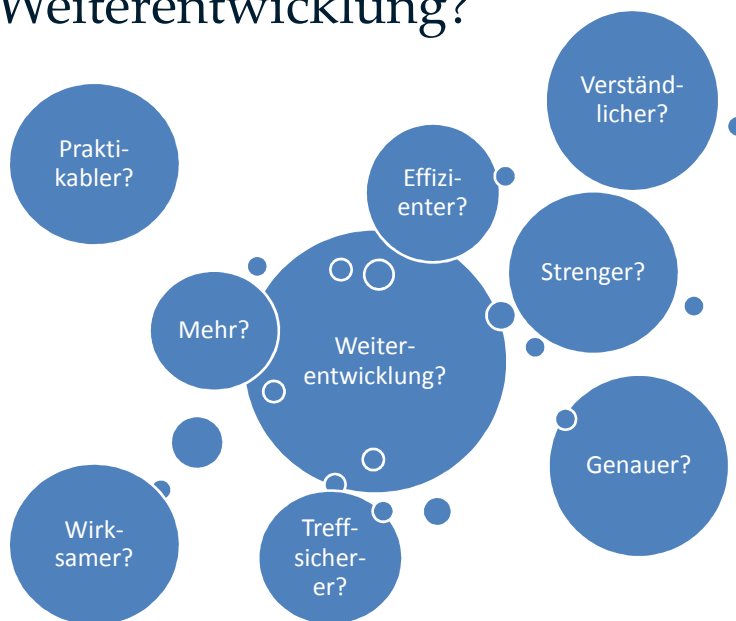 Weiterentwicklung?
Verständ-
licher?
Prakti-
kabler?
Effizi-
enter?
Strenger?
Mehr?
Weiter-
entwicklung?
Genauer?
Wirk-
samer?
Treff-
sicher-
er?